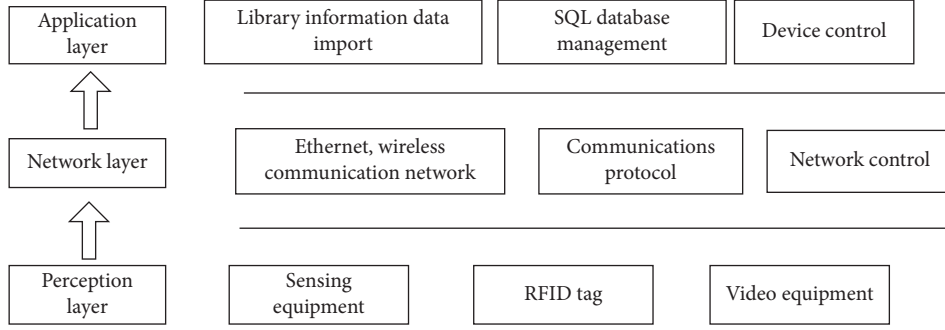 Application
layer
Library information data
import
SQL database
management
Device control
Network layer
Ethernet, wireless
communication network
Communications
protocol
Network control
Perception
layer
Sensing
equipment
RFID tag
Video equipment